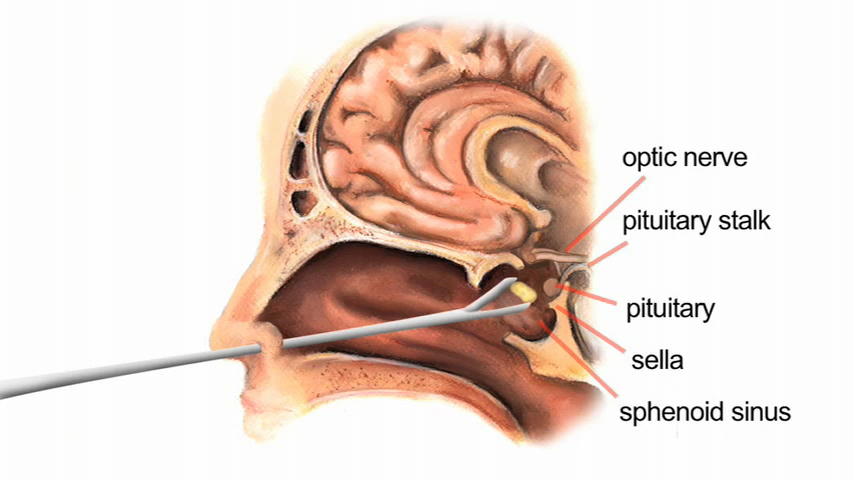 optic nerve
pituitary stalk
pituitary
sella
sphenoid sinus